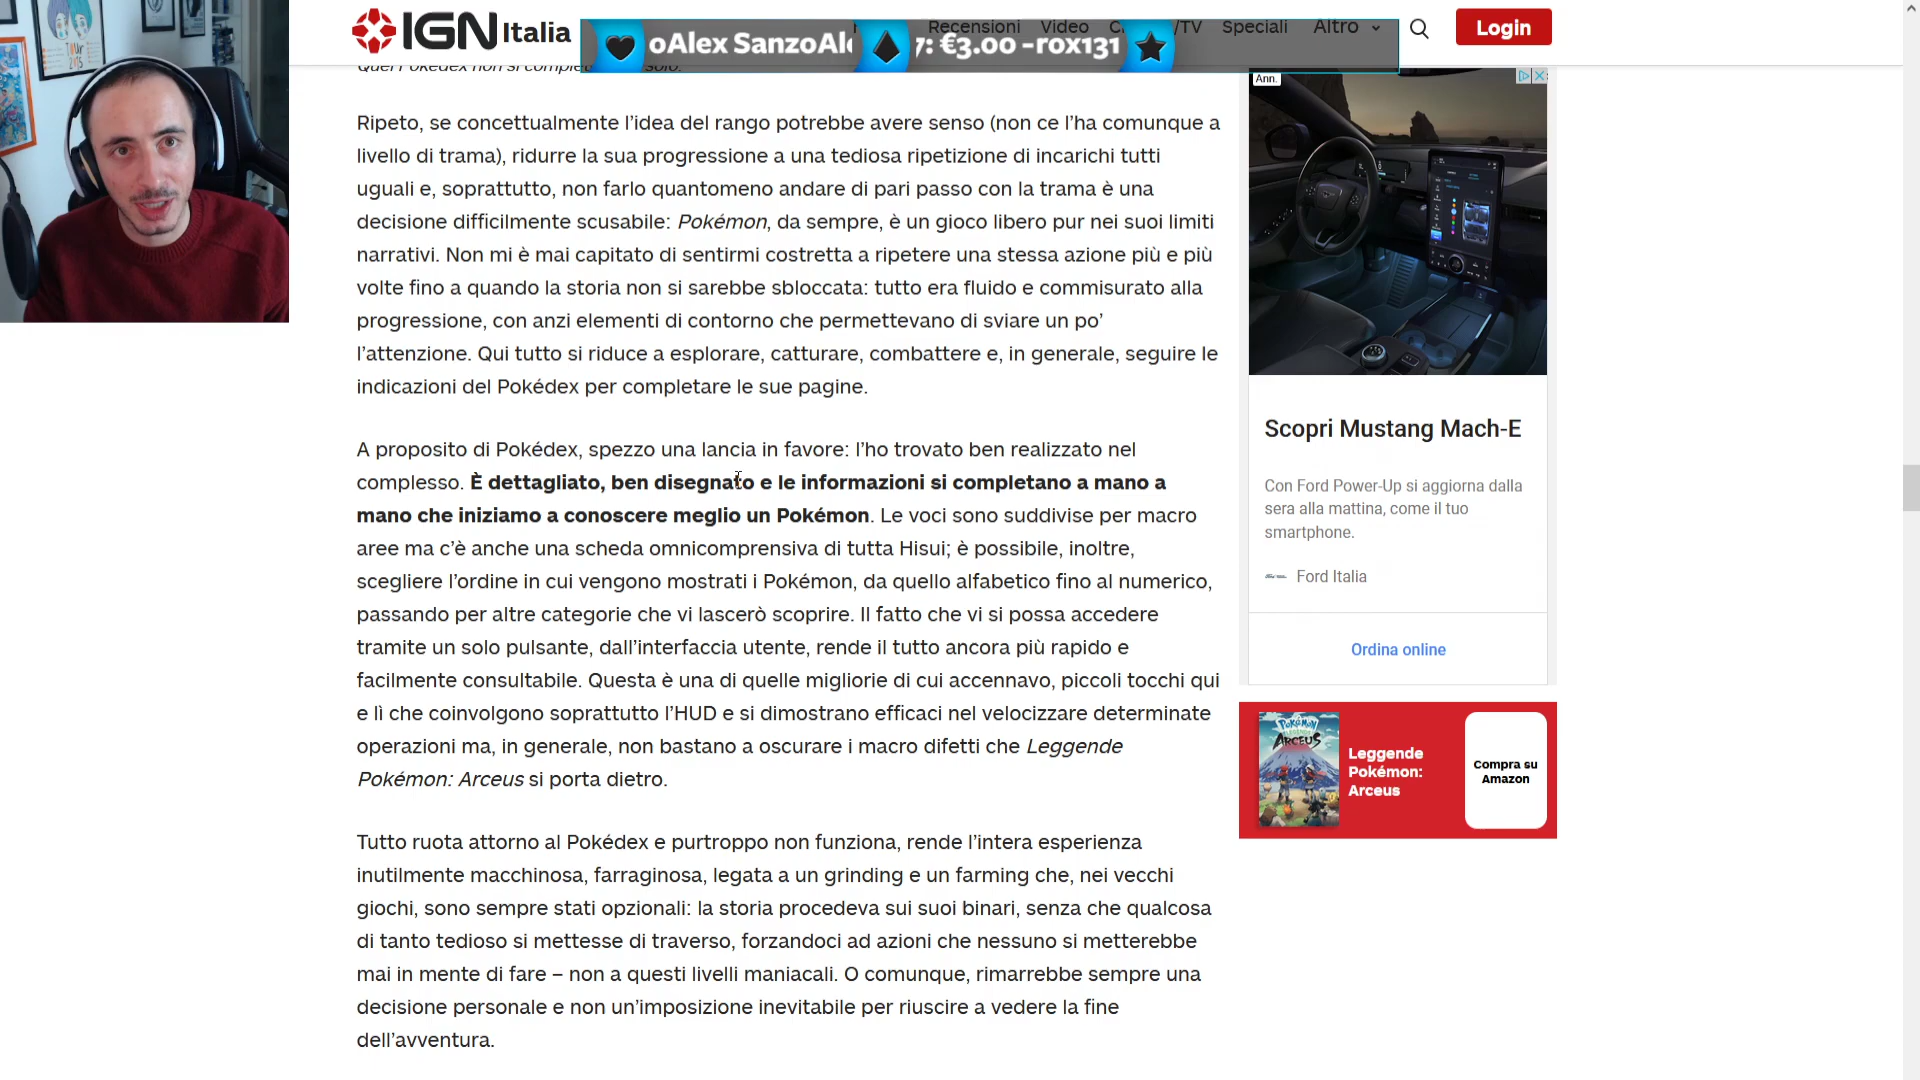 IGN Italia
Recensioni Video /TV Speciali Altro
Login
oAlex SanzoAl 7: €3.00 -rox131
TOUR
2015
Ripeto, se concettualmente l’idea del rango potrebbe avere senso (non ce l’ha comunque a
livello di trama), ridurre la sua progressione a una tediosa ripetizione di incarichi tutti
uguali e, soprattutto, non farlo quantomeno andare di pari passo con la trama è una
decisione difficilmente scusabile: Pokémon, da sempre, è un gioco libero pur nei suoi limiti
narrativi. Non mi è mai capitato di sentirmi costretta a ripetere una stessa azione più e più
volte fino a quando la storia non si sarebbe sbloccata: tutto era fluido e commisurato alla
progressione, con anzi elementi di contorno che permettevano di sviare un po’
l’attenzione. Qui tutto si riduce a esplorare, catturare, combattere e, in generale, seguire le
indicazioni del Pokédex per completare le sue pagine.
A proposito di Pokédex, spezzo una lancia in favore: l’ho trovato ben realizzato nel
complesso. È dettagliato, ben disegnato e le informazioni si completano a mano a
mano che iniziamo a conoscere meglio un Pokémon. Le voci sono suddivise per macro
aree ma c’è anche una scheda omnicomprensiva di tutta Hisui; è possibile, inoltre,
scegliere l’ordine in cui vengono mostrati i Pokémon, da quello alfabetico fino al numerico,
passando per altre categorie che vi lascerò scoprire. Il fatto che vi si possa accedere
tramite un solo pulsante, dall’interfaccia utente, rende il tutto ancora più rapido e
facilmente consultabile. Questa è una di quelle migliorie di cui accennavo, piccoli tocchi qui
e lì che coinvolgono soprattutto l’HUD e si dimostrano efficaci nel velocizzare determinate
operazioni ma, in generale, non bastano a oscurare i macro difetti che Leggende
Pokémon: Arceus si porta dietro.
Tutto ruota attorno al Pokédex e purtroppo non funziona, rende l’intera esperienza
inutilmente macchinosa, farraginosa, legata a un grinding e un farming che, nei vecchi
giochi, sono sempre stati opzionali: la storia procedeva sui suoi binari, senza che qualcosa
di tanto tedioso si mettesse di traverso, forzandoci ad azioni che nessuno si metterebbe
mai in mente di fare – non a questi livelli maniacali. O comunque, rimarrebbe sempre una
decisione personale e non un’imposizione inevitabile per riuscire a vedere la fine
dell’avventura.
Ann.
Scopri Mustang Mach-E
Con Ford Power-Up si aggiorna dalla
sera alla mattina, come il tuo
smartphone.
Ford Italia
Ordina online
POKÉMON
ARCEUS
Leggende
Pokémon:
Arceus
Compra su
Amazon